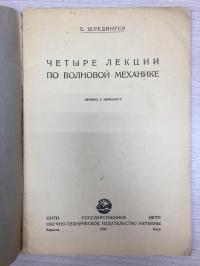 Е. ШРЕДИНГЕР
ЧЕТЫРЕ ЛЕКЦИИ
ПО ВОЛНОВОЙ МЕХАНИКЕ
ОНТИ ГОСУДАРСТВЕННОЕ НКТП
НАУЧНО-ТЕХНИЧЕСКОЕ ИЗДАТЕЛЬСТВО УКРАИНЫ
Харьков Киев